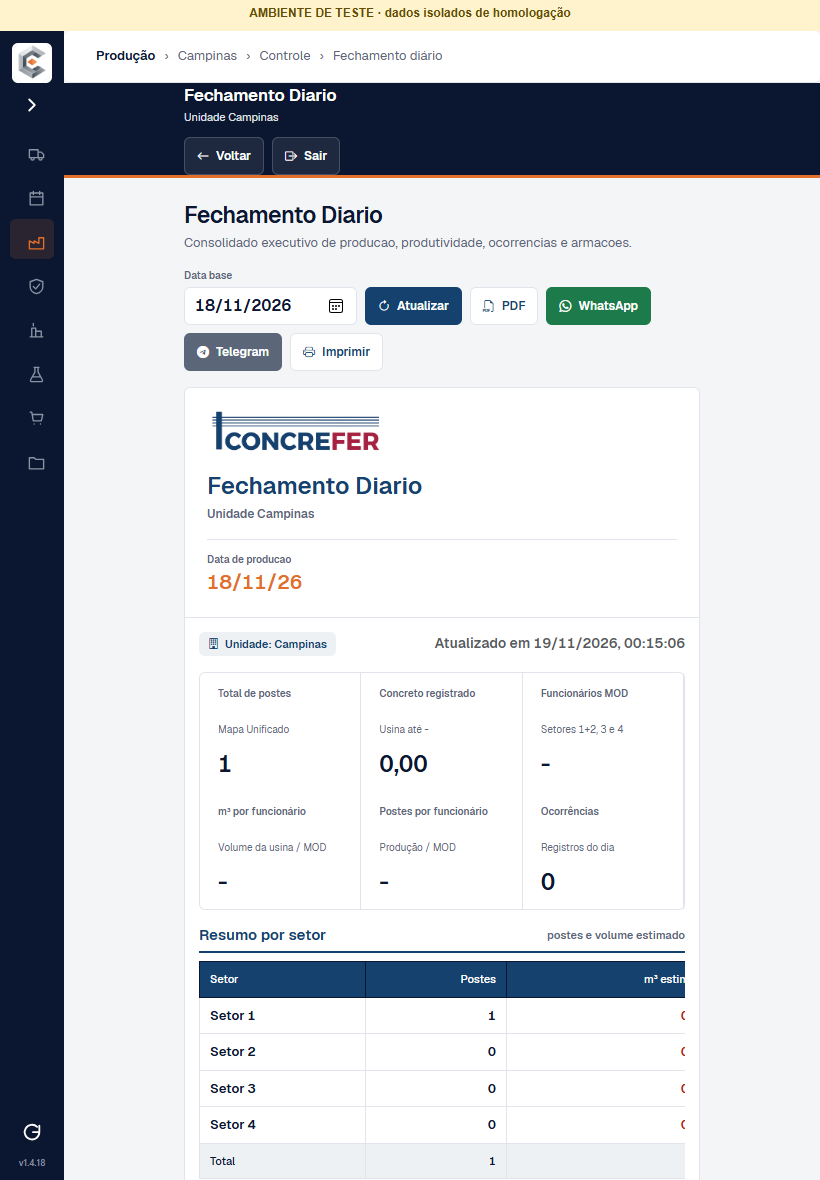 AMBIENTE DE TESTE · dados isolados de homologação
Produção › Campinas › Controle › Fechamento diário
Fechamento Diario
Unidade Campinas
Voltar Sair
Fechamento Diario
Consolidado executivo de producao, produtividade, ocorrencias e armacoes.
Data base
18/11/2026 Atualizar PDF WhatsApp
Telegram Imprimir
CONCREFER
Fechamento Diario
Unidade Campinas
Data de producao
18/11/26
Unidade: Campinas Atualizado em 19/11/2026, 00:15:06
Total de postes Concreto registrado Funcionários MOD
Mapa Unificado Usina até - Setores 1+2, 3 e 4
1 0,00 -
m³ por funcionário Postes por funcionário Ocorrências
Volume da usina / MOD Produção / MOD Registros do dia
- - 0
Resumo por setor postes e volume estimado
Setor Postes m³ estim
Setor 1 1
Setor 2 0
Setor 3 0
Setor 4 0
Total 1
v1.4.18